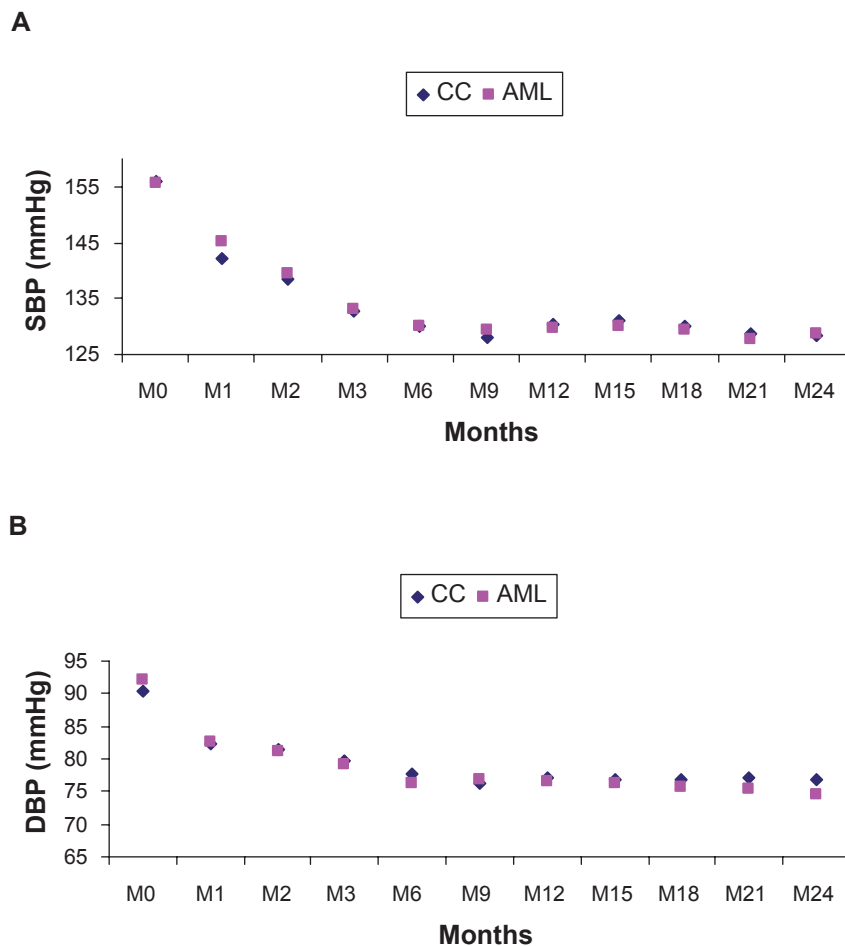 A
CC AML
SBP (mmHg)
155
145
135
125
M0 M1 M2 M3 M6 M9 M12 M15 M18 M21 M24
Months
B
CC AML
DBP (mmHg)
95
90
85
80
75
70
65
M0 M1 M2 M3 M6 M9 M12 M15 M18 M21 M24
Months